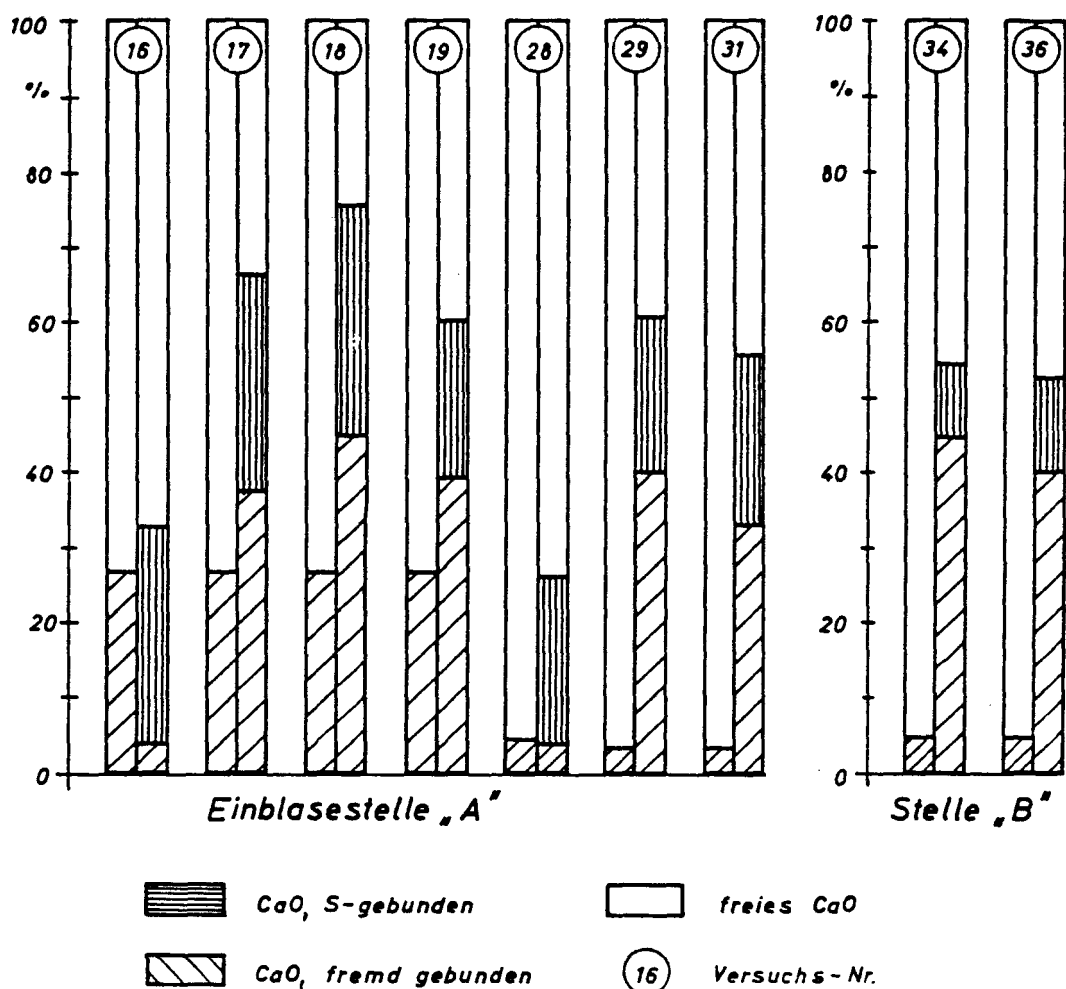 100 16 17 18 19 28 29 31 100 34 36
% %
80 80
60 60
40 40
20 20
0 0
Einblasestelle „A" Stelle „B"
CaO, S-gebunden freies CaO
CaO, fremd gebunden 16 Versuchs-Nr.